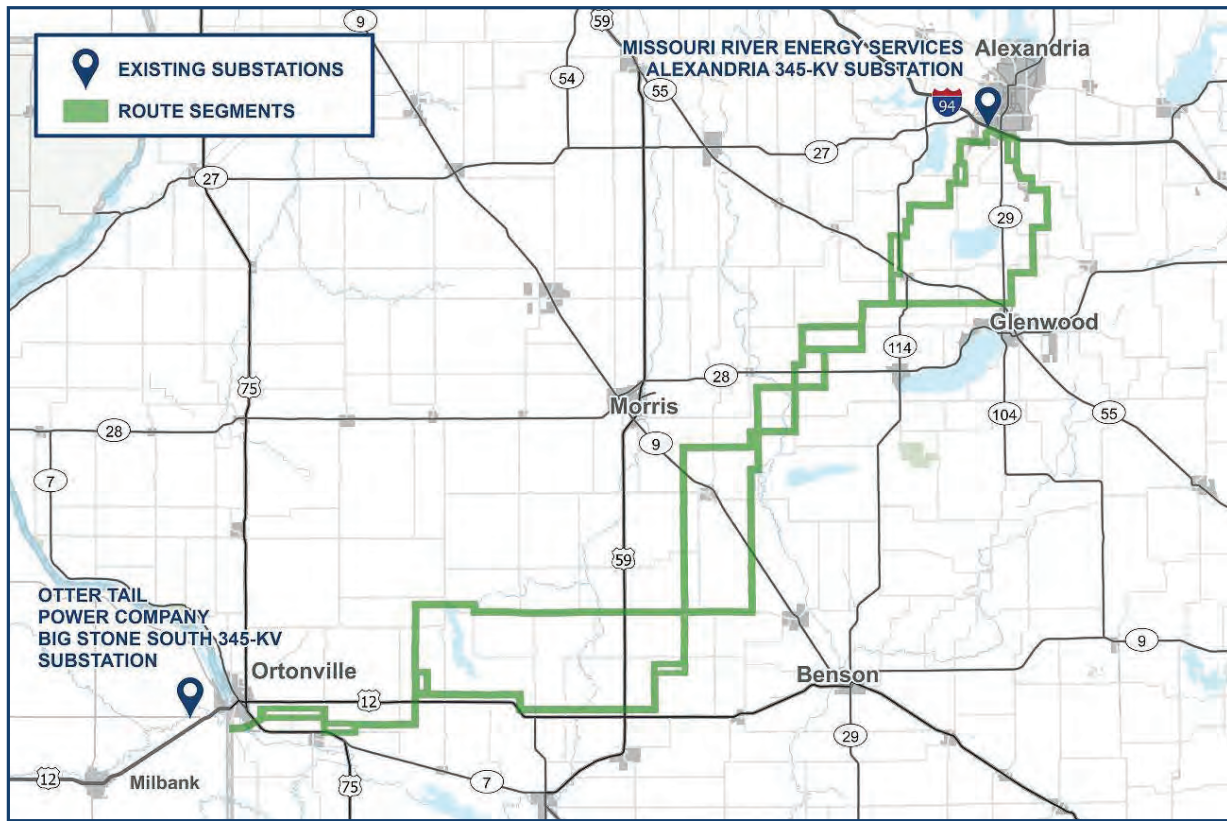 EXISTING SUBSTATIONS
ROUTE SEGMENTS
9
59
54
55
MISSOURI RIVER ENERGY SERVICES
ALEXANDRIA 345-KV SUBSTATION
Alexandria
94
27
27
29
Glenwood
114
75
28
Morris
104
55
28
9
7
59
OTTER TAIL
POWER COMPANY
BIG STONE SOUTH 345-KV
SUBSTATION
Ortonville
9
Benson
12
29
12
Milbank
75
7